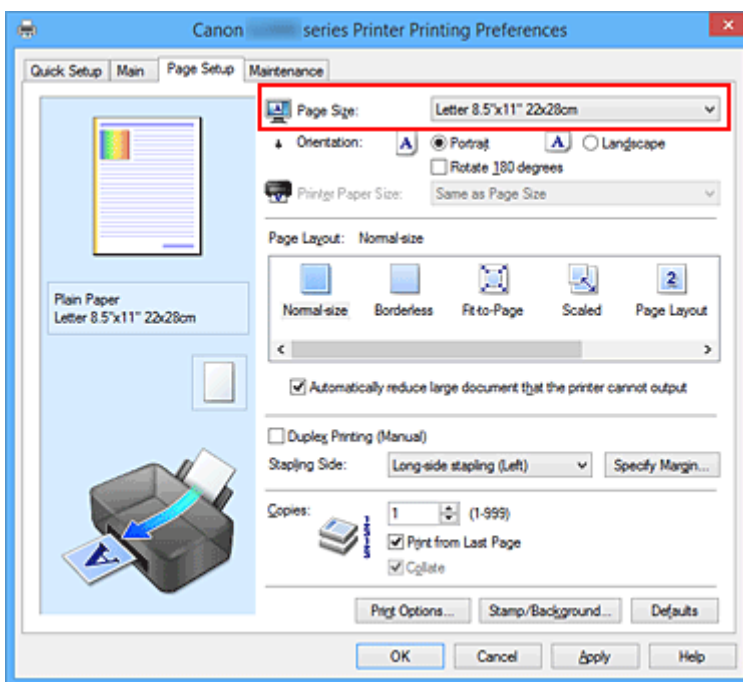 Canon series Printer Printing Preferences
Quick Setup Main Page Setup Maintenance
Page Size: Letter 8.5"x11" 22x28cm
Orientation: A Portrait A Landscape
Rotate 180 degrees
Printer Paper Size: Same as Page Size
Page Layout: Normal-size
2
Normal-size Borderless Fit-to-Page Scaled Page Layout
Plain Paper
Letter 8.5"x11" 22x28cm
Automatically reduce large document that the printer cannot output
Duplex Printing (Manual)
Stapling Side: Long-side stapling (Left) Specify Margin...
Copies: 1 (1-999)
Print from Last Page
Collate
A
Print Options... Stamp/Background... Defaults
OK Cancel Apply Help